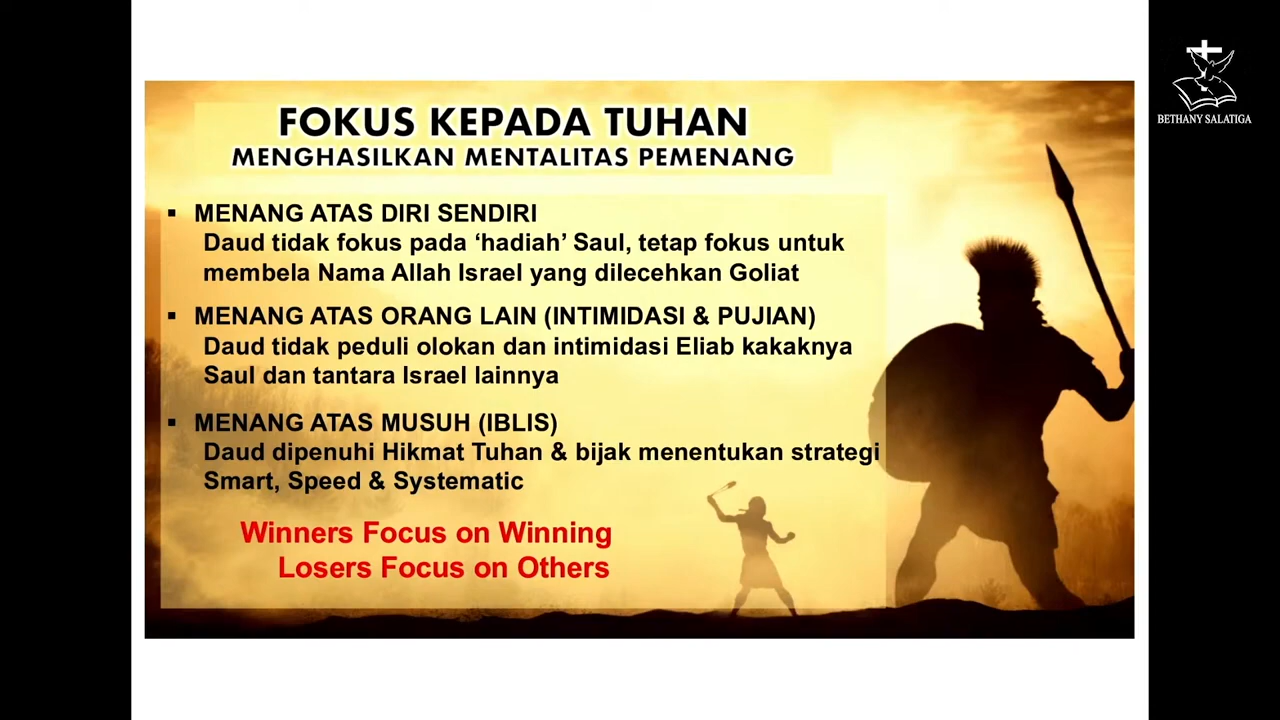 FOKUS KEPADA TUHAN
MENGHASILKAN MENTALITAS PEMENANG
▪ MENANG ATAS DIRI SENDIRI
Daud tidak fokus pada ‘hadiah’ Saul, tetap fokus untuk
membela Nama Allah Israel yang dilecehkan Goliat
▪ MENANG ATAS ORANG LAIN (INTIMIDASI & PUJIAN)
Daud tidak peduli olokan dan intimidasi Eliab kakaknya
Saul dan tantara Israel lainnya
▪ MENANG ATAS MUSUH (IBLIS)
Daud dipenuhi Hikmat Tuhan & bijak menentukan strategi
Smart, Speed & Systematic
Winners Focus on Winning
Losers Focus on Others
BETHANY SALATIGA